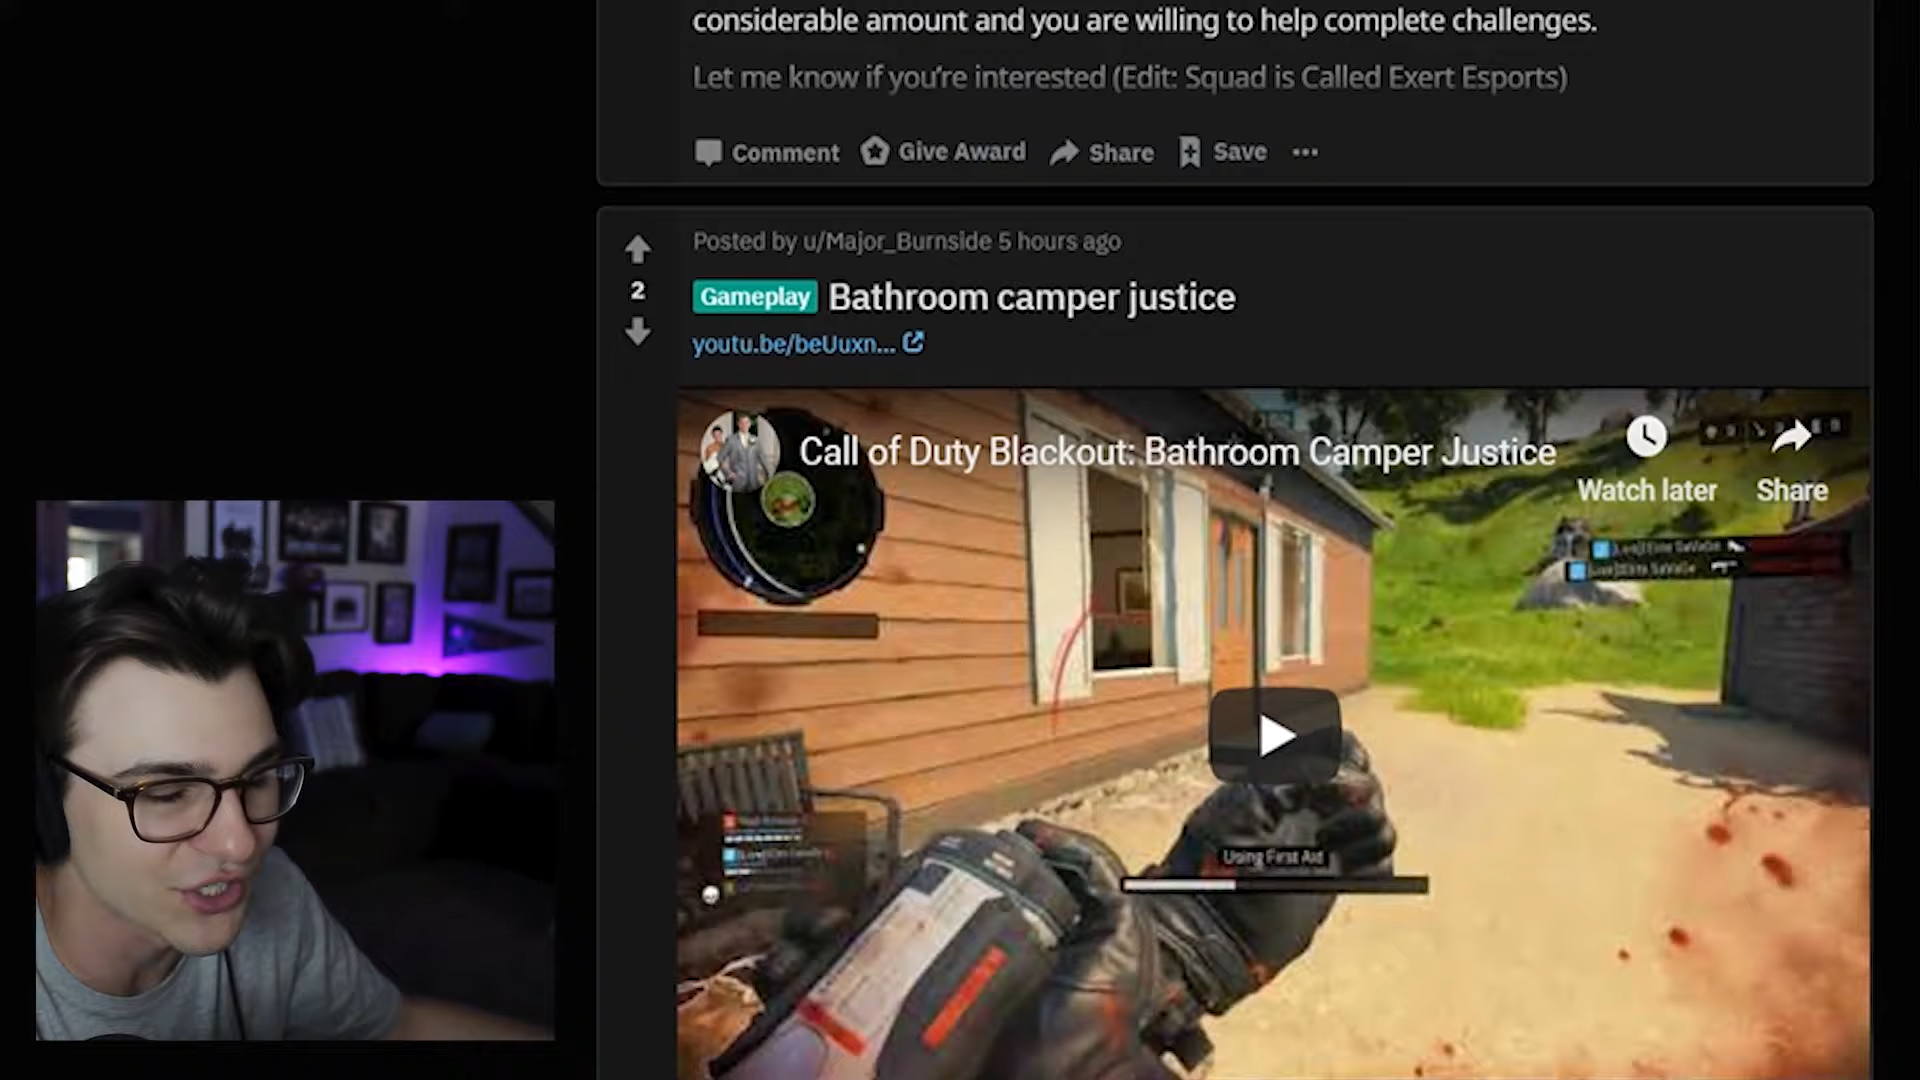 considerable amount and you are willing to help complete challenges.
Let me know if you're interested (Edit: Squad is Called Exert Esports)
Comment Give Award Share Save ...
Posted by u/Major_Burnside 5 hours ago
2
Gameplay Bathroom camper justice
youtu.be/beUuxn...
Call of Duty Blackout: Bathroom Camper Justice
Watch later Share
Using First Aid